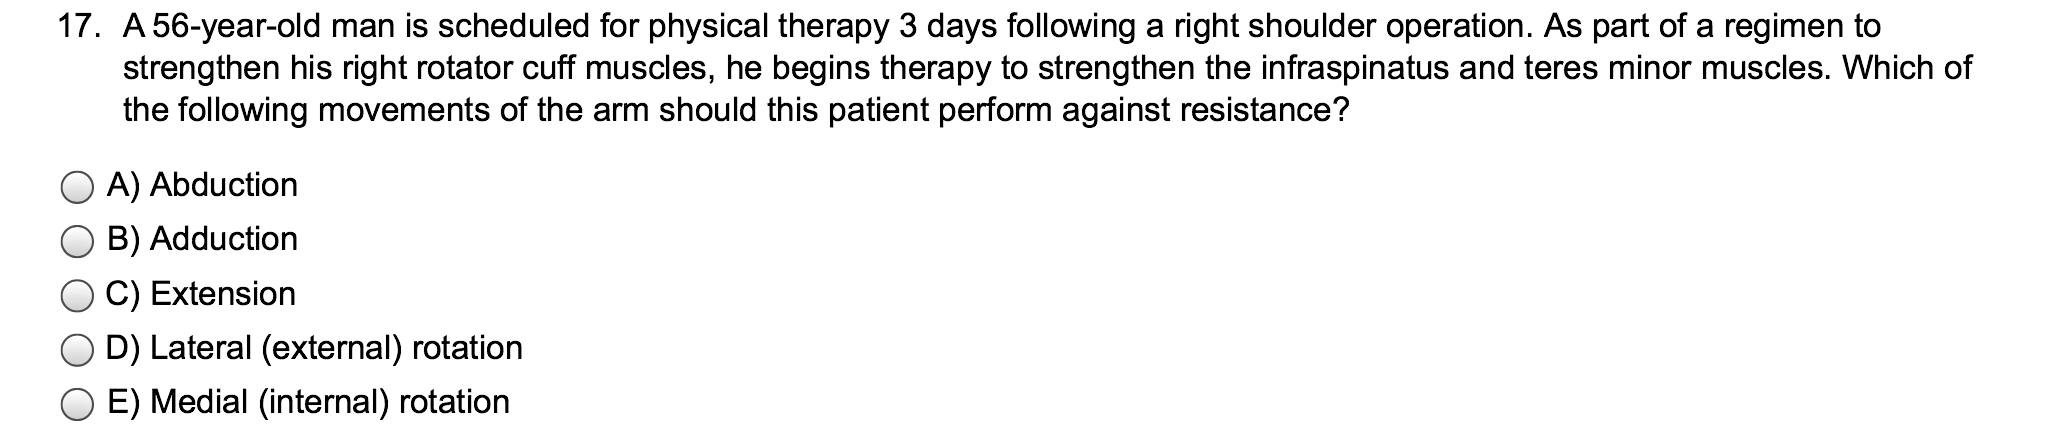 17. A 56-year-old man is scheduled for physical therapy 3 days following a right shoulder operation. As part of a regimen to
strengthen his right rotator cuff muscles, he begins therapy to strengthen the infraspinatus and teres minor muscles. Which of
the following movements of the arm should this patient perform against resistance?
A) Abduction
B) Adduction
C) Extension
D) Lateral (external) rotation
E) Medial (internal) rotation